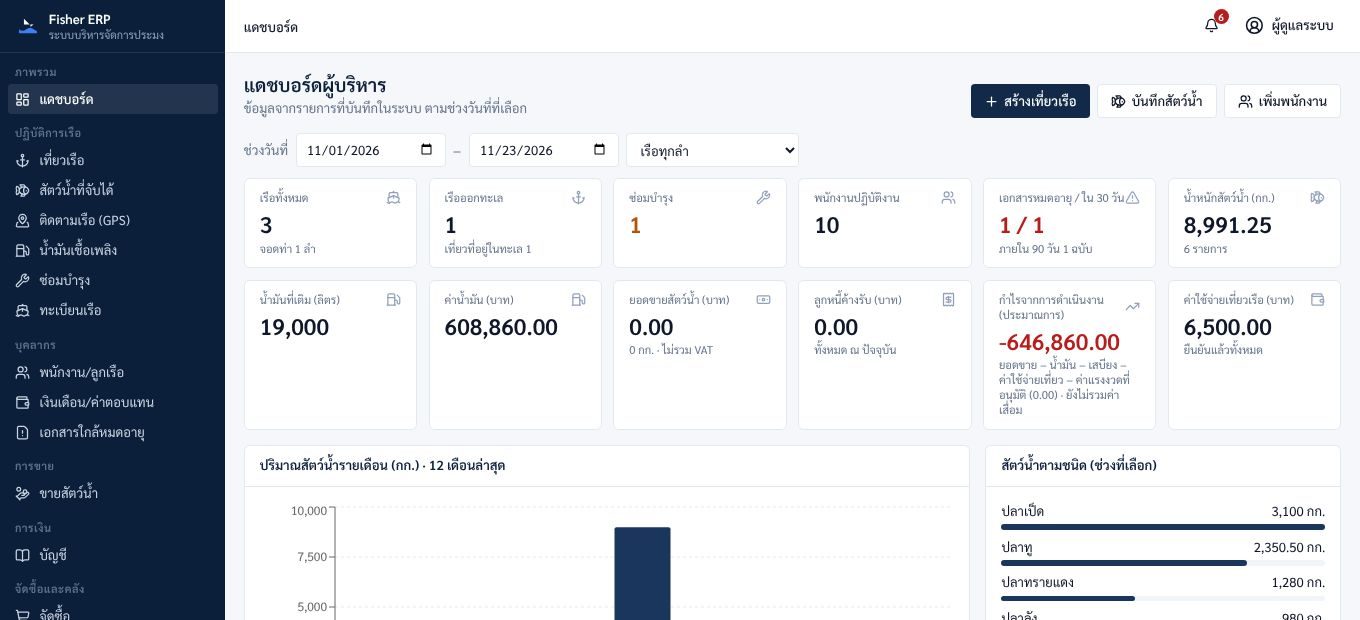 Fisher ERP
ระบบบริหารจัดการประมง
ภาพรวม
แดชบอร์ด
ปฏิบัติการเรือ
เที่ยวเรือ
สัตว์น้ำที่จับได้
ติดตามเรือ (GPS)
น้ำมันเชื้อเพลิง
ซ่อมบำรุง
ทะเบียนเรือ
บุคลากร
พนักงาน/ลูกเรือ
เงินเดือน/ค่าตอบแทน
เอกสารใกล้หมดอายุ
การขาย
ขายสัตว์น้ำ
การเงิน
บัญชี
จัดซื้อและคลัง
จัดซื้อ
แดชบอร์ด
6
ผู้ดูแลระบบ
แดชบอร์ดผู้บริหาร
ข้อมูลจากรายการที่บันทึกในระบบ ตามช่วงวันที่ที่เลือก
สร้างเที่ยวเรือ
บันทึกสัตว์น้ำ
เพิ่มพนักงาน
ช่วงวันที่ 11/01/2026 – 11/23/2026 เรือทุกลำ
เรือทั้งหมด
3
จอดท่า 1 ลำ
เรือออกทะเล
1
เที่ยวที่อยู่ในทะเล 1
ซ่อมบำรุง
1
พนักงานปฏิบัติงาน
10
เอกสารหมดอายุ / ใน 30 วัน
1 / 1
ภายใน 90 วัน 1 ฉบับ
น้ำหนักสัตว์น้ำ (กก.)
8,991.25
6 รายการ
น้ำมันที่เติม (ลิตร)
19,000
ค่าน้ำมัน (บาท)
608,860.00
ยอดขายสัตว์น้ำ (บาท)
0.00
0 กก. · ไม่รวม VAT
ลูกหนี้ค้างรับ (บาท)
0.00
ทั้งหมด ณ ปัจจุบัน
กำไรจากการดำเนินงาน
(ประมาณการ)
-646,860.00
ยอดขาย – น้ำมัน – เสบียง –
ค่าใช้จ่ายเที่ยว – ค่าแรงงวดที่
อนุมัติ (0.00) · ยังไม่รวมค่า
เสื่อม
ค่าใช้จ่ายเที่ยวเรือ (บาท)
6,500.00
ยืนยันแล้วทั้งหมด
ปริมาณสัตว์น้ำรายเดือน (กก.) · 12 เดือนล่าสุด
10,000
7,500
5,000
สัตว์น้ำตามชนิด (ช่วงที่เลือก)
ปลาเป็ด 3,100 กก.
ปลาทู 2,350.50 กก.
ปลาทรายแดง 1,280 กก.
ปลาลัง 980 กก.